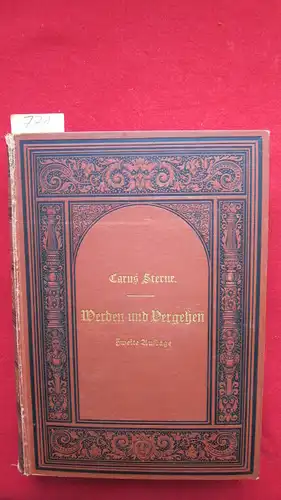 Carus Sterne.
Werden und Vergehen
Zweite Auflage